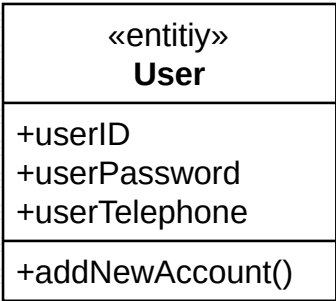 «entitiy»
User
+userID
+userPassword
+userTelephone
+addNewAccount()